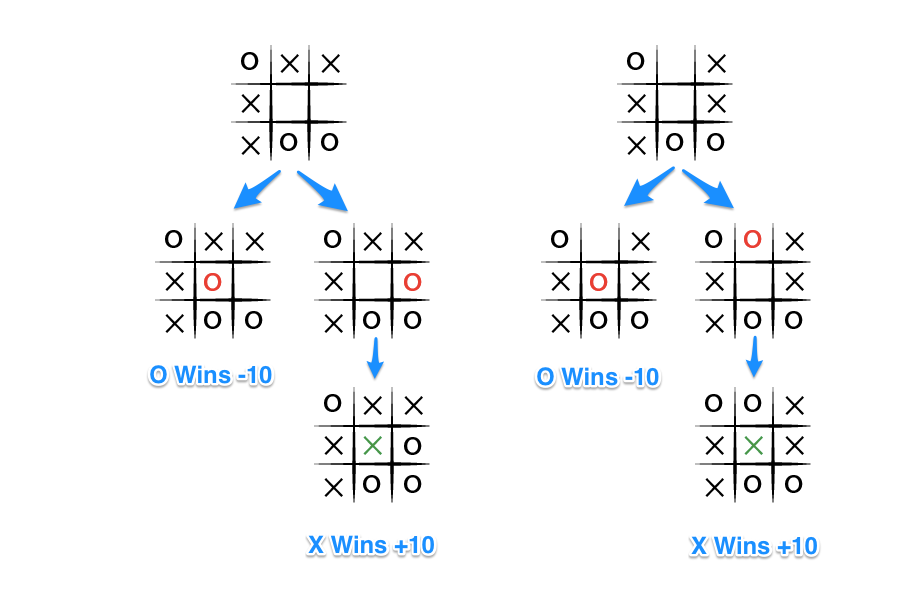 O X X
O X
X
X X
X O O
X O O
O X X
O X X
O X
O O X
X O
X O
X O X
X X
X O O
X O O
X O O
X O O
O Wins -10
O Wins -10
O X X
O O X
X X O
X X X
X O O
X O O
X Wins +10
X Wins +10